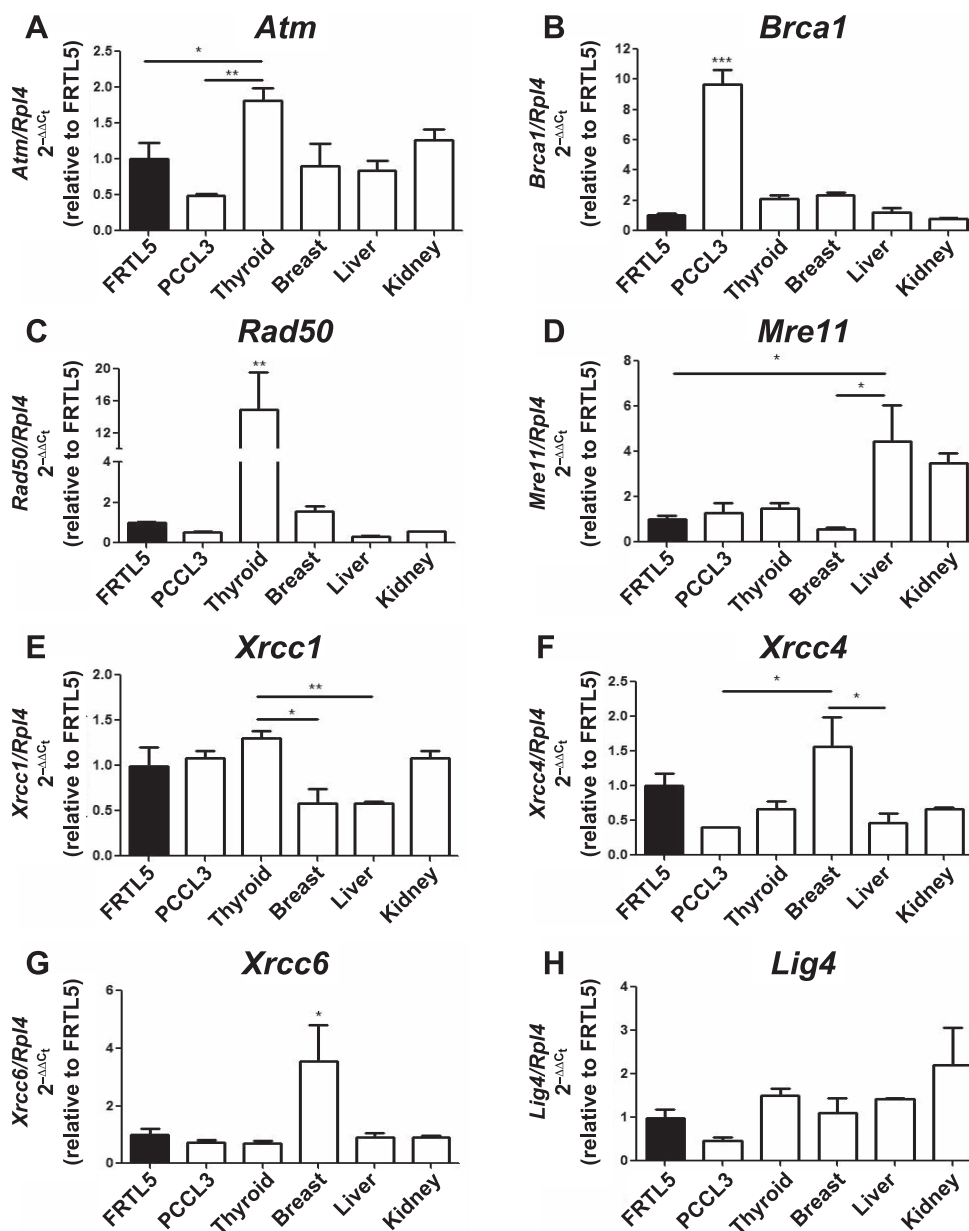 A
Atm
Atm/Rpl4
2–ΔΔCt
(relative to FRTL5)
2.5
2.0
1.5
1.0
0.5
0.0
*
**
FRTL5
PCCL3
Thyroid
Breast
Liver
Kidney
B
Brca1
Brca1/Rpl4
2–ΔΔCt
(relative to FRTL5)
12
10
8
6
4
2
0
***
FRTL5
PCCL3
Thyroid
Breast
Liver
Kidney
C
Rad50
Rad50/Rpl4
2–ΔΔCt
(relative to FRTL5)
20
16
12
4
2
0
**
FRTL5
PCCL3
Thyroid
Breast
Liver
Kidney
D
Mre11
Mre11/Rpl4
2–ΔΔCt
(relative to FRTL5)
8
6
4
2
0
*
*
FRTL5
PCCL3
Thyroid
Breast
Liver
Kidney
E
Xrcc1
Xrcc1/Rpl4
2–ΔΔCt
(relative to FRTL5)
2.0
1.5
1.0
0.5
0.0
**
*
FRTL5
PCCL3
Thyroid
Breast
Liver
Kidney
F
Xrcc4
Xrcc4/Rpl4
2–ΔΔCt
(relative to FRTL5)
2.5
2.0
1.5
1.0
0.5
0.0
*
*
FRTL5
PCCL3
Thyroid
Breast
Liver
Kidney
G
Xrcc6
Xrcc6/Rpl4
2–ΔΔCt
(relative to FRTL5)
6
4
2
0
*
FRTL5
PCCL3
Thyroid
Breast
Liver
Kidney
H
Lig4
Lig4/Rpl4
2–ΔΔCt
(relative to FRTL5)
4
3
2
1
0
FRTL5
PCCL3
Thyroid
Breast
Liver
Kidney